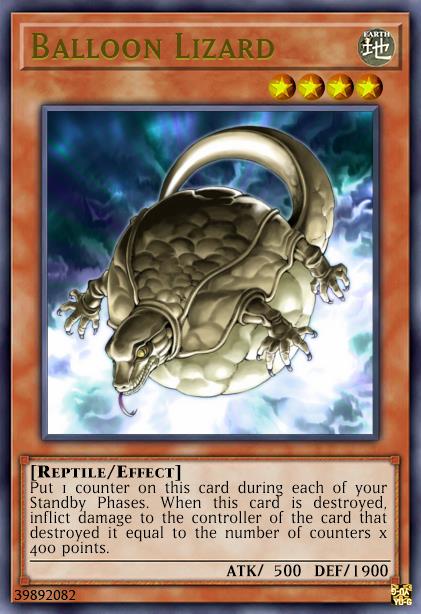 Balloon Lizard
EARTH
地
[Reptile/Effect]
Put 1 counter on this card during each of your
Standby Phases. When this card is destroyed,
inflict damage to the controller of the card that
destroyed it equal to the number of counters x
400 points.
ATK/ 500 DEF/1900
39892082